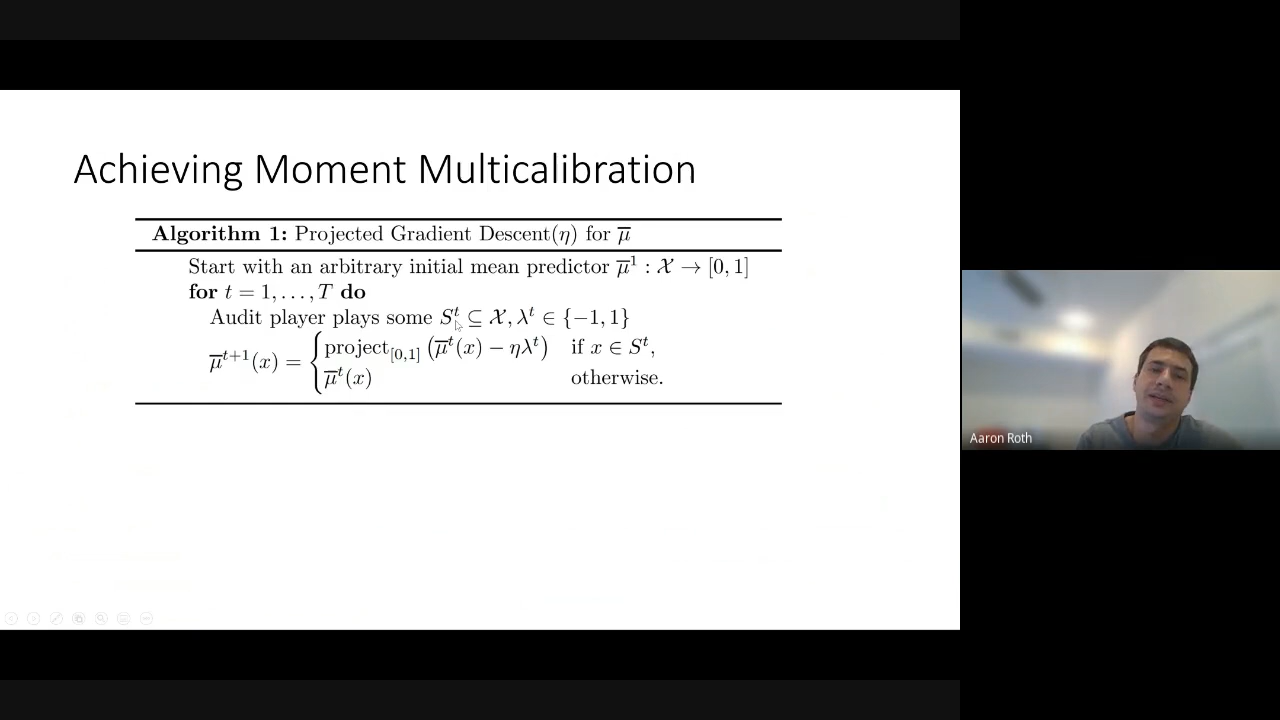 Achieving Moment Multicalibration
Algorithm 1: Projected Gradient Descent(η) for μ̅
Start with an arbitrary initial mean predictor μ̅¹ : 𝒳 → [0, 1]
for t = 1, . . . , T do
Audit player plays some Sᵗ ⊆ 𝒳, λᵗ ∈ {−1, 1}
μ̅ᵗ⁺¹(x) = { project[0,1] (μ̅ᵗ(x) − ηλᵗ) if x ∈ Sᵗ,
μ̅ᵗ(x) otherwise.
Aaron Roth